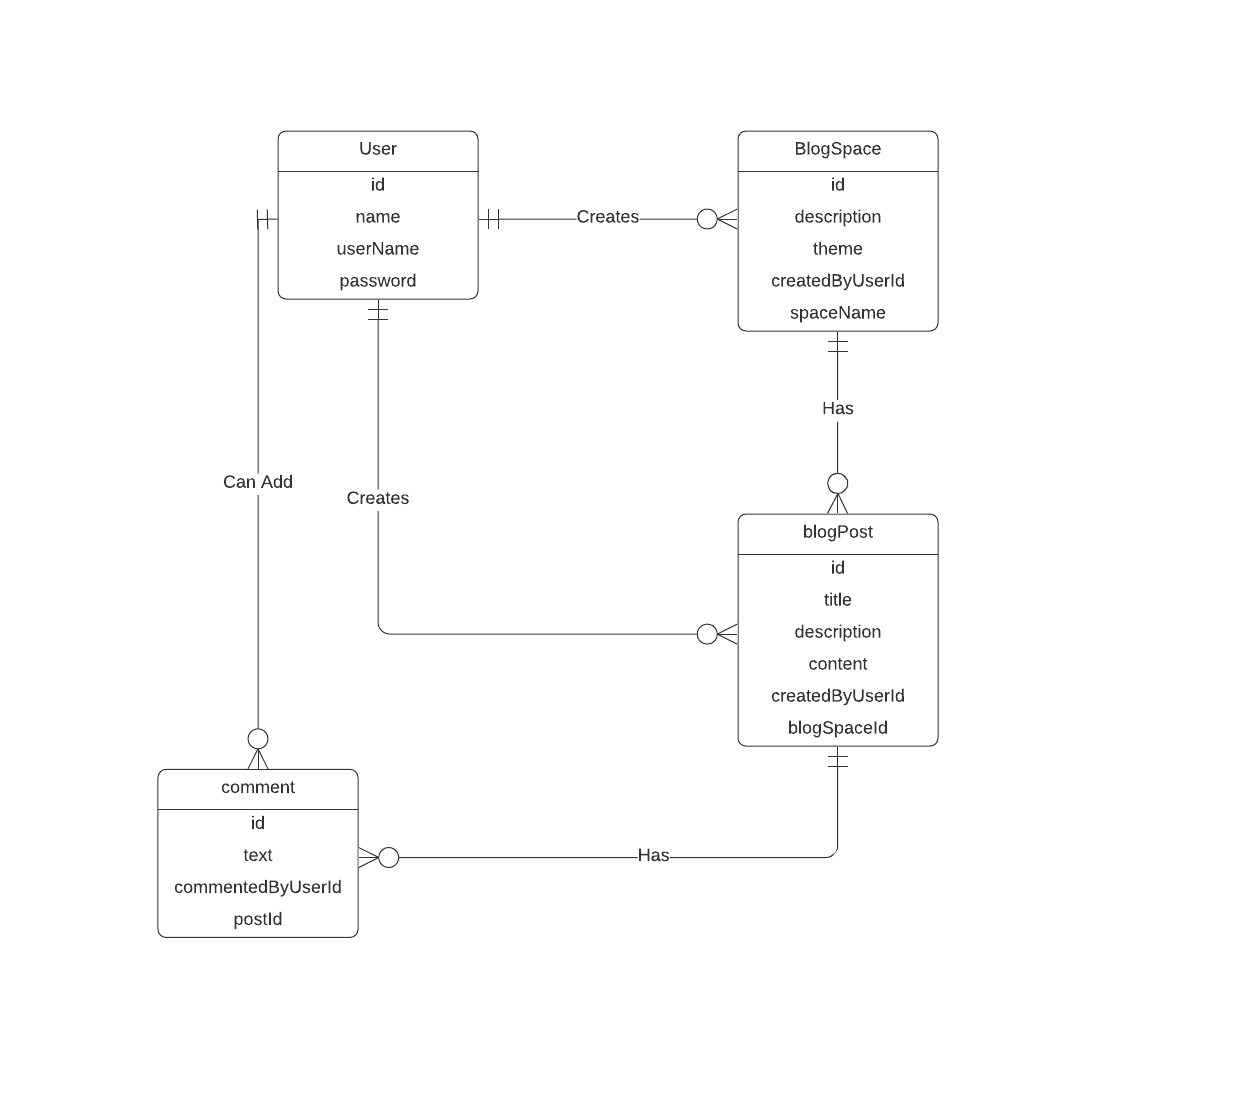 User
id
name
userName
password
Creates
BlogSpace
id
description
theme
createdByUserId
spaceName
Has
Can Add
Creates
blogPost
id
title
description
content
createdByUserId
blogSpaceId
comment
id
text
commentedByUserId
postId
Has